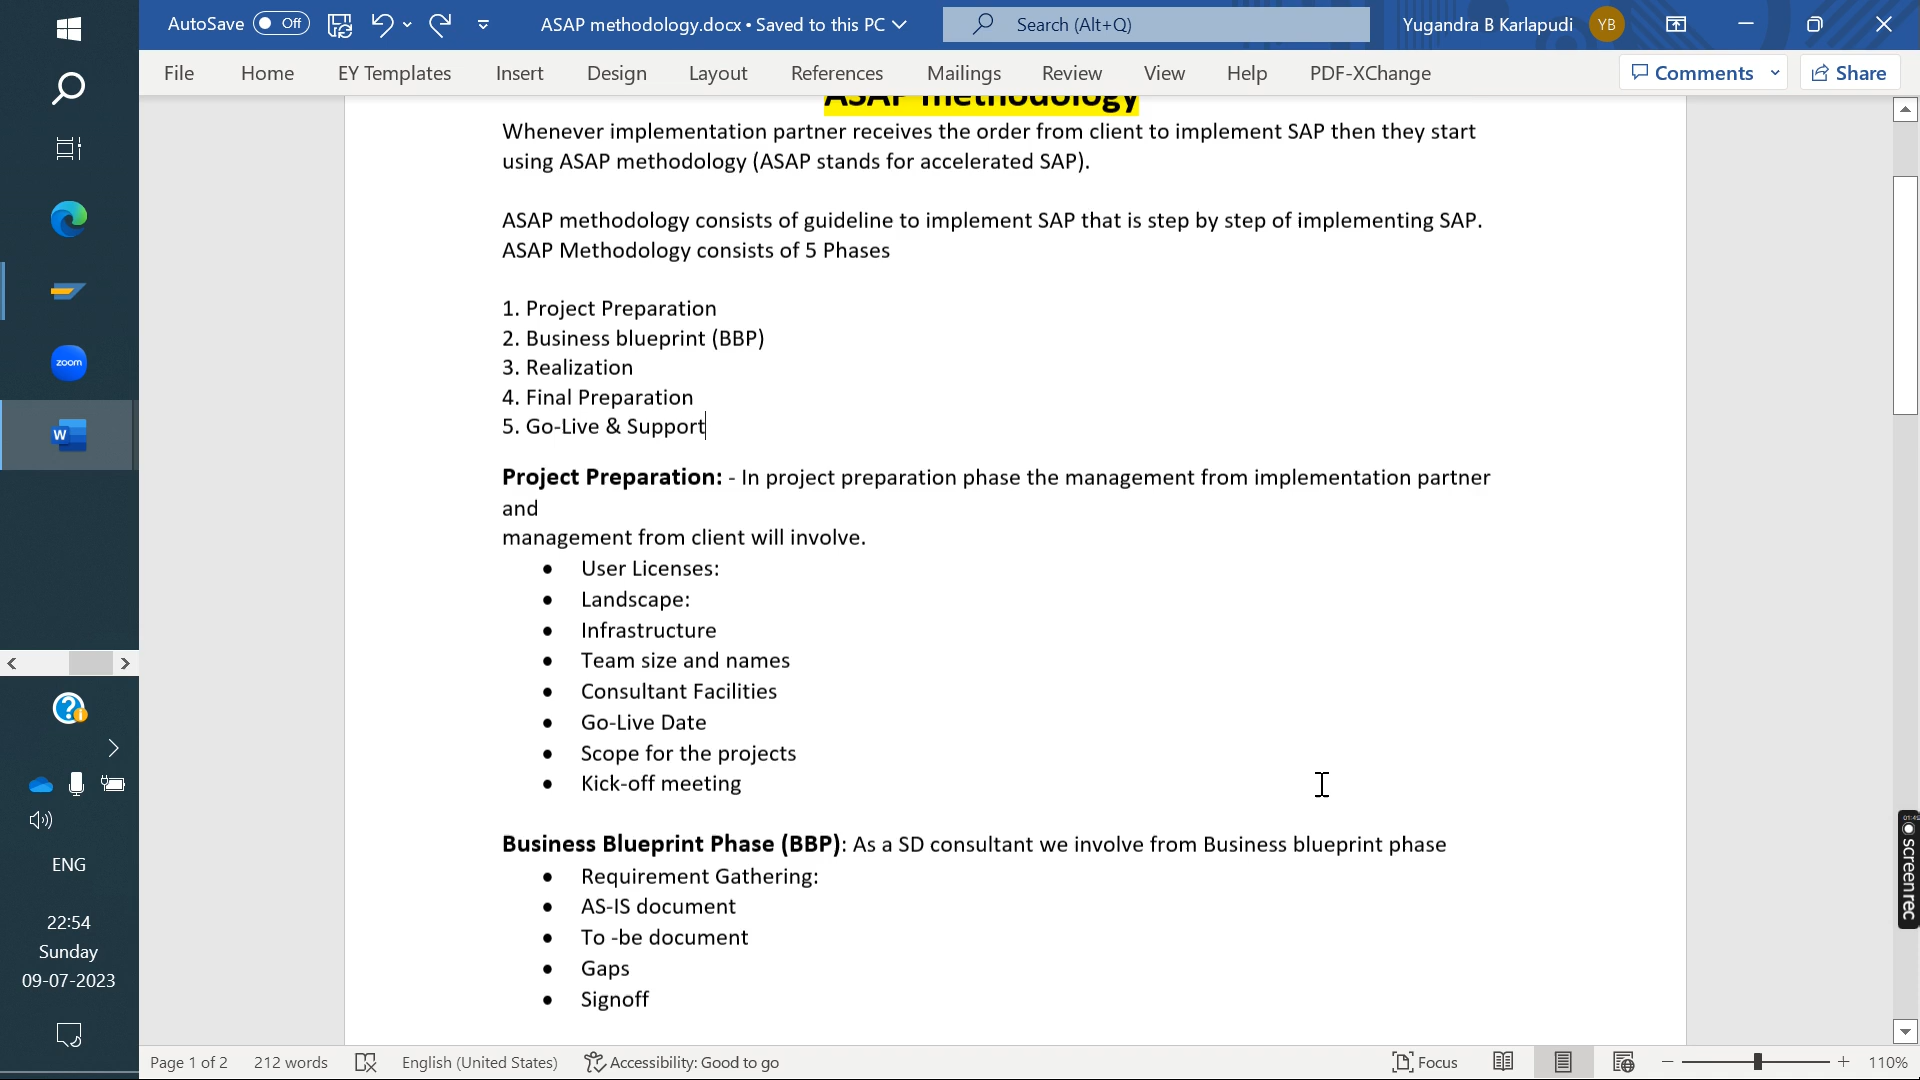 AutoSave Off ASAP methodology.docx • Saved to this PC Search (Alt+Q) Yugandra B Karlapudi YB
File Home EY Templates Insert Design Layout References Mailings Review View Help PDF-XChange Comments Share
ASAP methodology
Whenever implementation partner receives the order from client to implement SAP then they start
using ASAP methodology (ASAP stands for accelerated SAP).
ASAP methodology consists of guideline to implement SAP that is step by step of implementing SAP.
ASAP Methodology consists of 5 Phases
1. Project Preparation
2. Business blueprint (BBP)
3. Realization
4. Final Preparation
5. Go-Live & Support
Project Preparation: - In project preparation phase the management from implementation partner
and
management from client will involve.
• User Licenses:
• Landscape:
• Infrastructure
• Team size and names
• Consultant Facilities
• Go-Live Date
• Scope for the projects
• Kick-off meeting
Business Blueprint Phase (BBP): As a SD consultant we involve from Business blueprint phase
• Requirement Gathering:
• AS-IS document
• To -be document
• Gaps
• Signoff
zoom
W
ENG
22:54
Sunday
09-07-2023
screenrec
Page 1 of 2 212 words English (United States) Accessibility: Good to go Focus 110%